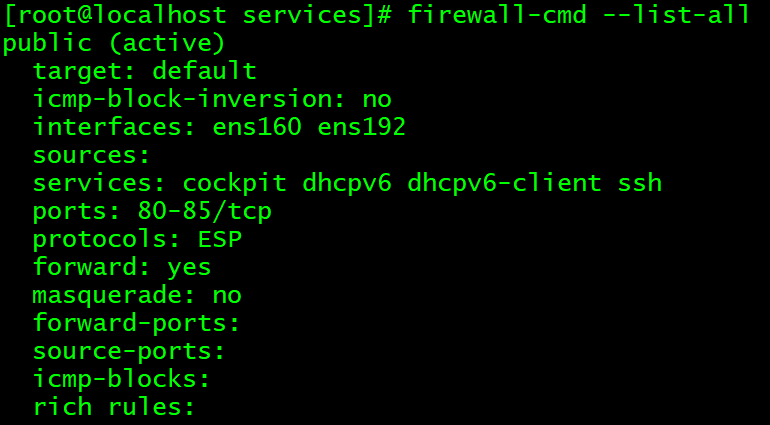 [root@localhost services]# firewall-cmd --list-all
public (active)
  target: default
  icmp-block-inversion: no
  interfaces: ens160 ens192
  sources:
  services: cockpit dhcpv6 dhcpv6-client ssh
  ports: 80-85/tcp
  protocols: ESP
  forward: yes
  masquerade: no
  forward-ports:
  source-ports:
  icmp-blocks:
  rich rules: